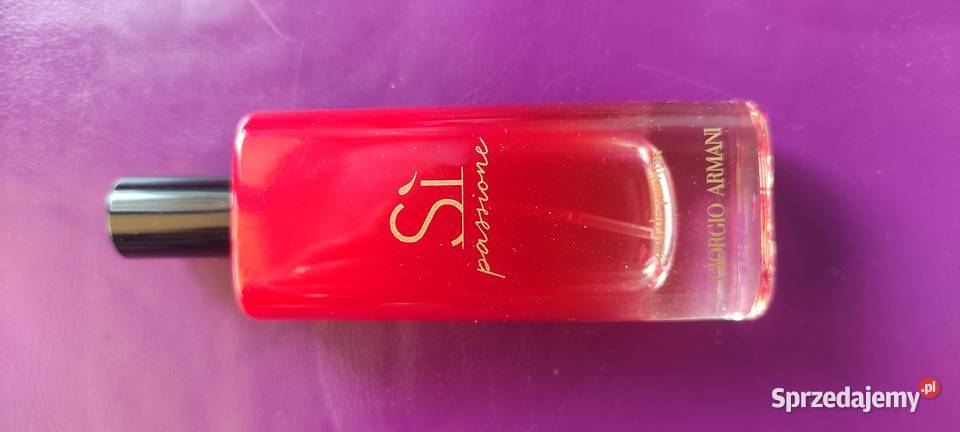 Sì
passione
GIORGIO ARMANI
Sprzedajemy.pl